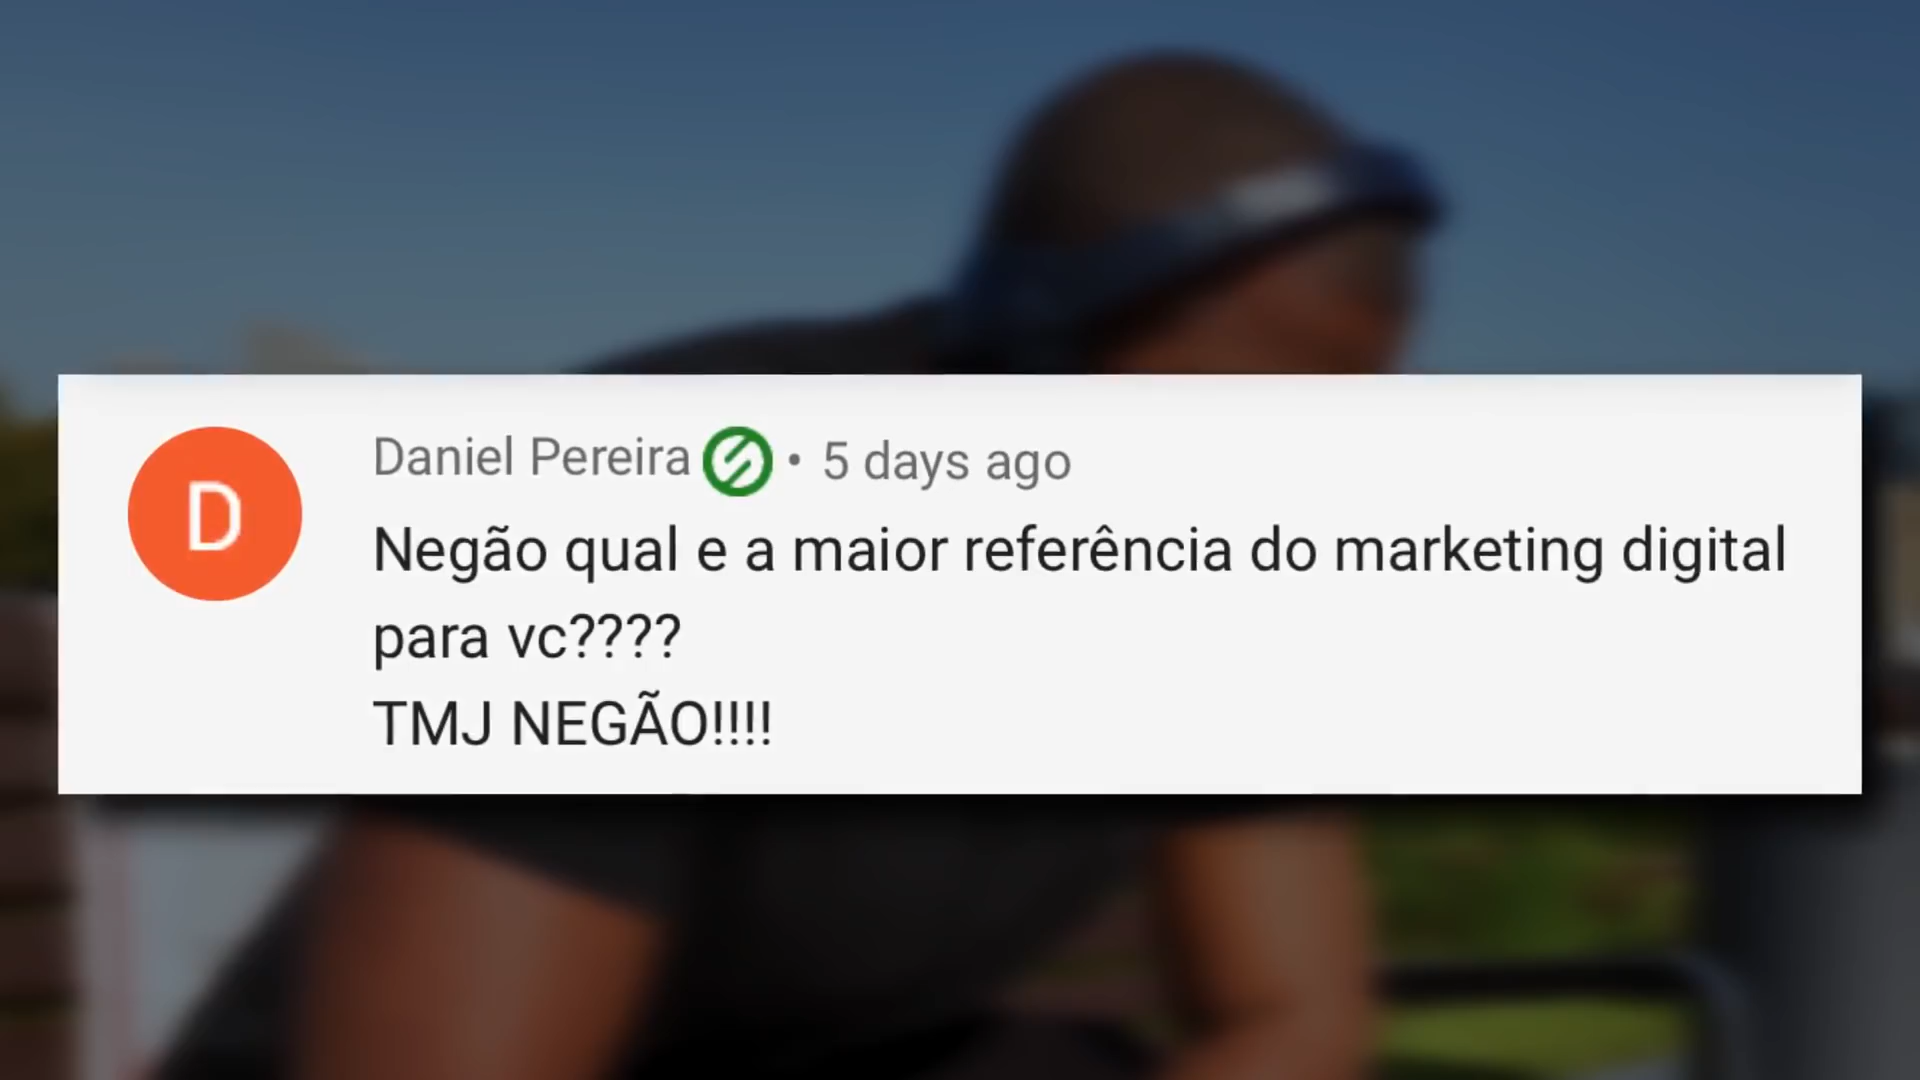 D
Daniel Pereira • 5 days ago
Negão qual e a maior referência do marketing digital
para vc????
TMJ NEGÃO!!!!